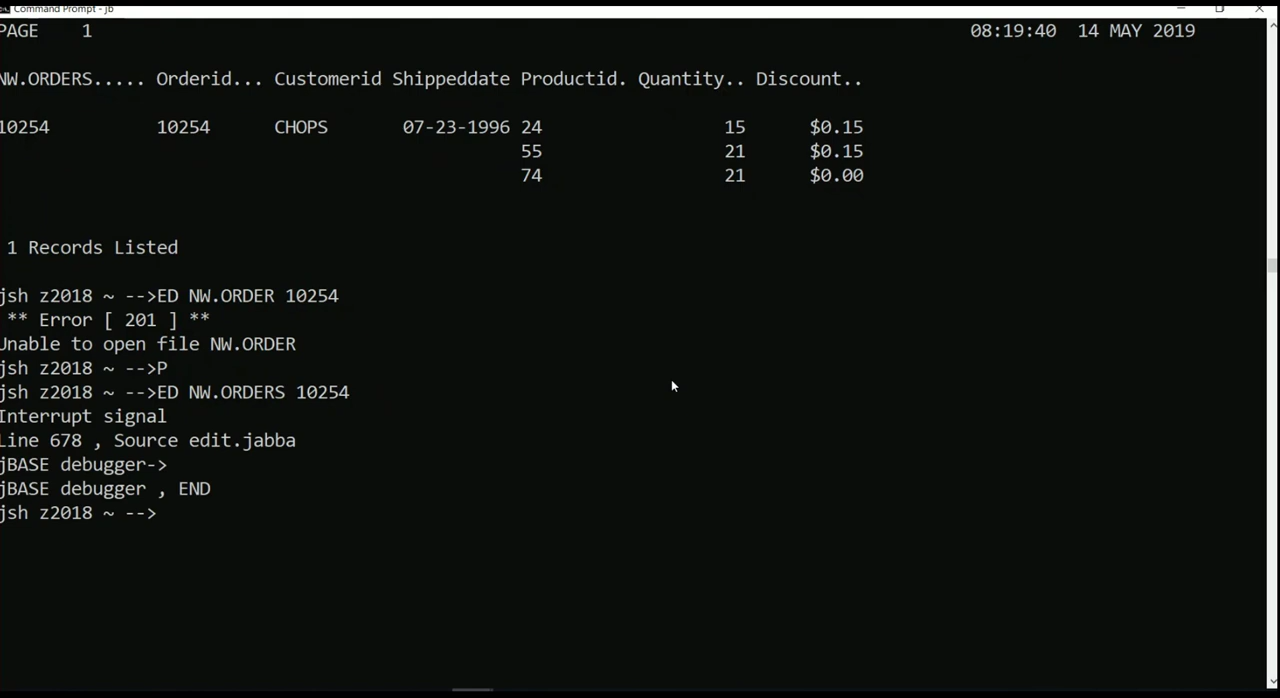 Command Prompt - jb
PAGE 1 08:19:40 14 MAY 2019
NW.ORDERS..... Orderid... Customerid Shippeddate Productid. Quantity.. Discount..
10254 10254 CHOPS 07-23-1996 24 15 $0.15
55 21 $0.15
74 21 $0.00
1 Records Listed
jsh z2018 ~ -->ED NW.ORDER 10254
** Error [ 201 ] **
Unable to open file NW.ORDER
jsh z2018 ~ -->P
jsh z2018 ~ -->ED NW.ORDERS 10254
Interrupt signal
Line 678 , Source edit.jabba
jBASE debugger->
jBASE debugger , END
jsh z2018 ~ -->